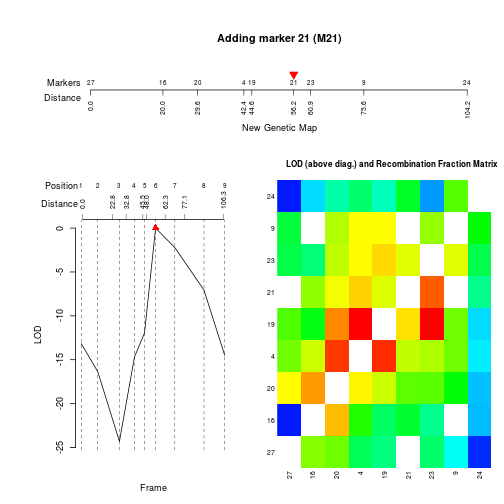 Adding marker 21 (M21)
Markers 27 16 20 4 19 21 23 9 24
Distance 0.0 20.0 29.6 42.4 44.6 56.2 60.9 75.6 104.2
New Genetic Map
LOD (above diag.) and Recombination Fraction Matrix
Position 1 2 3 4 5 6 7 8 9
Distance 0.0 22.8 32.8 48.0 62.3 77.1 106.3
LOD
0
-5
-10
-15
-20
-25
Frame
24
9
23
21
19
4
20
16
27
27 16 20 4 19 21 23 9 24